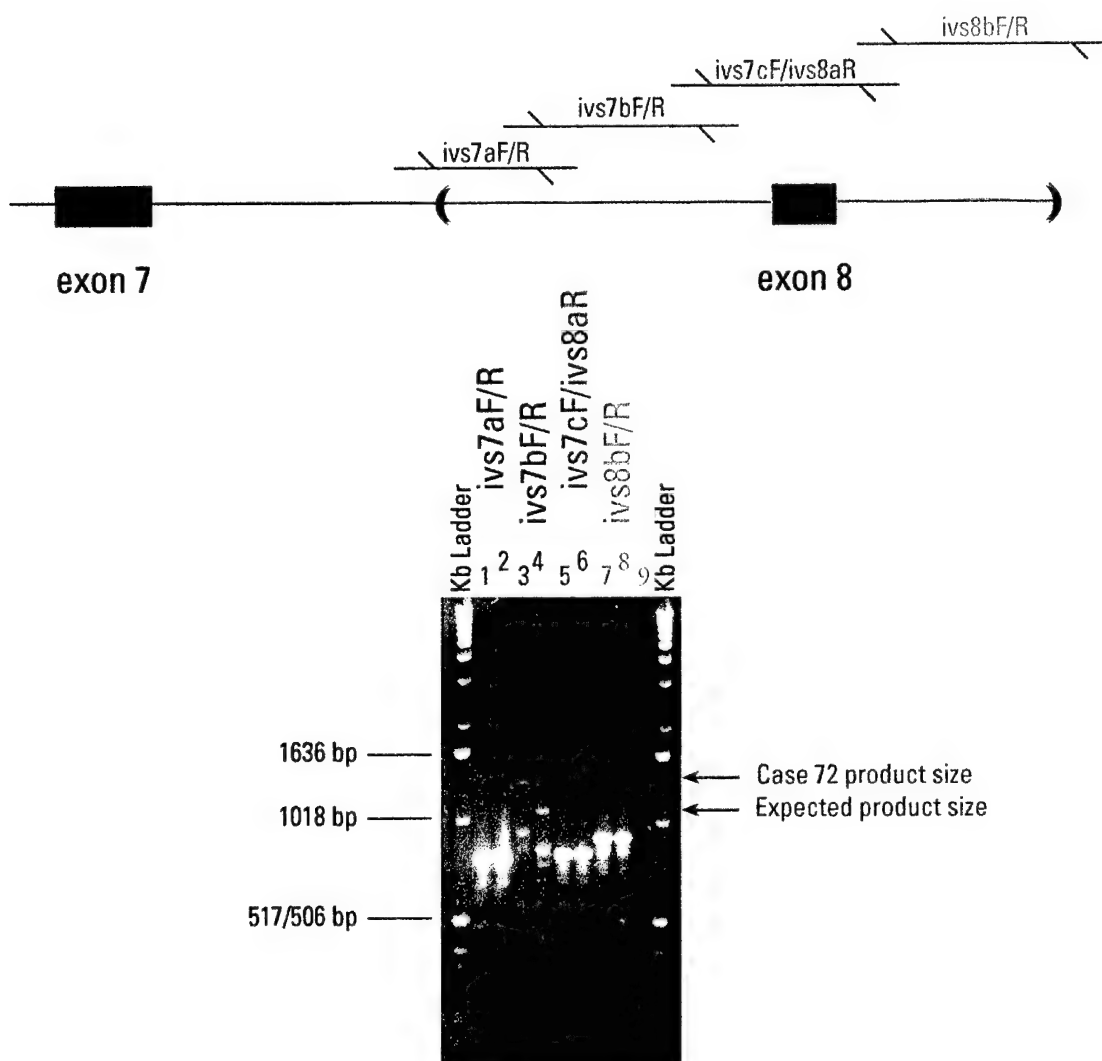 ivs8bF/R
ivs7cF/ivs8aR
ivs7bF/R
ivs7aF/R
exon 7
exon 8
Kb Ladder
ivs7aF/R
ivs7bF/R
ivs7cF/ivs8aR
ivs8bF/R
Kb Ladder
1 2 3 4 5 6 7 8 9
1636 bp
Case 72 product size
1018 bp
Expected product size
517/506 bp